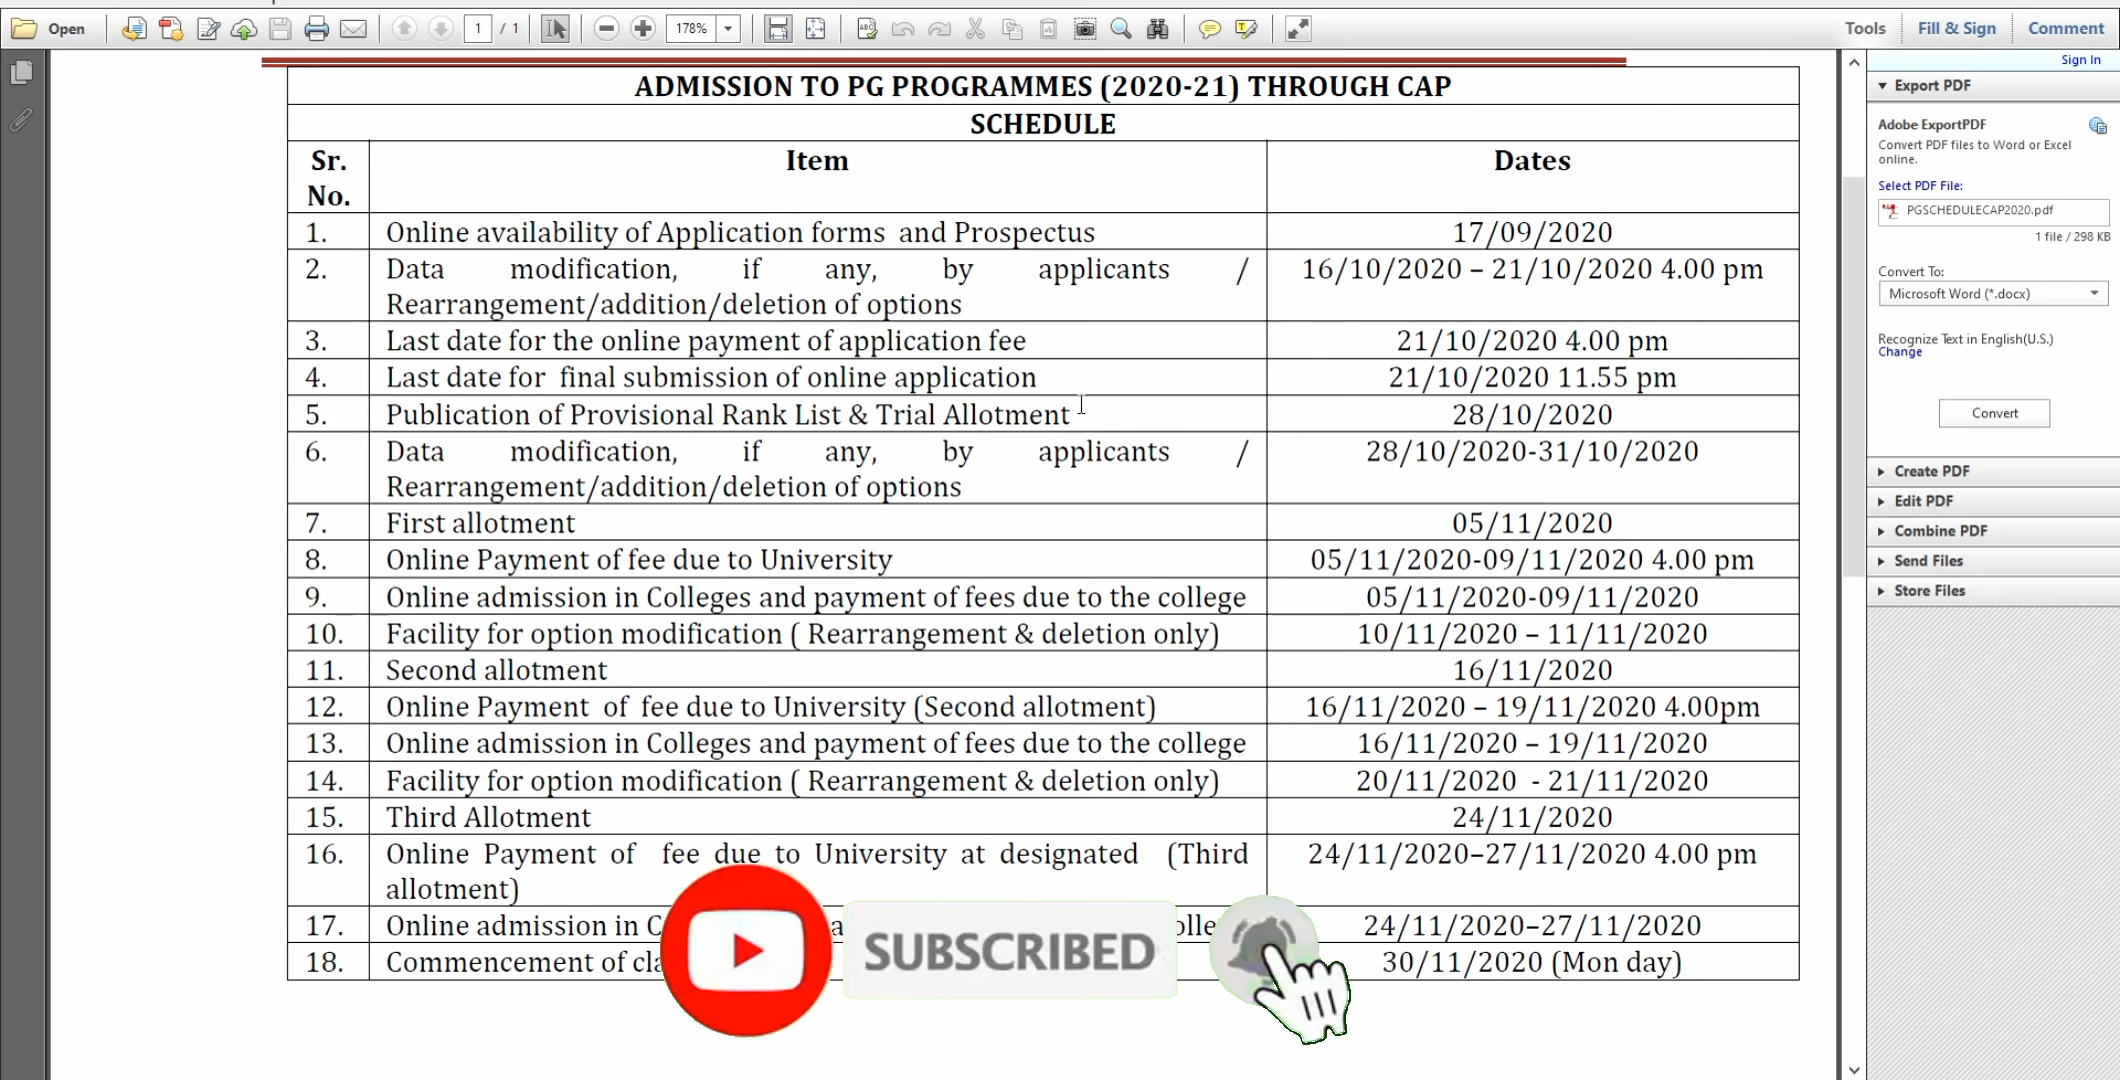 Open
1 / 1
178%
Tools
Fill & Sign
Comment
Sign In
ADMISSION TO PG PROGRAMMES (2020-21) THROUGH CAP
SCHEDULE
Sr. No. Item Dates
1. Online availability of Application forms and Prospectus 17/09/2020
2. Data modification, if any, by applicants / 16/10/2020 – 21/10/2020 4.00 pm
Rearrangement/addition/deletion of options
3. Last date for the online payment of application fee 21/10/2020 4.00 pm
4. Last date for final submission of online application 21/10/2020 11.55 pm
5. Publication of Provisional Rank List & Trial Allotment 28/10/2020
6. Data modification, if any, by applicants / 28/10/2020-31/10/2020
Rearrangement/addition/deletion of options
7. First allotment 05/11/2020
8. Online Payment of fee due to University 05/11/2020-09/11/2020 4.00 pm
9. Online admission in Colleges and payment of fees due to the college 05/11/2020-09/11/2020
10. Facility for option modification ( Rearrangement & deletion only) 10/11/2020 – 11/11/2020
11. Second allotment 16/11/2020
12. Online Payment of fee due to University (Second allotment) 16/11/2020 – 19/11/2020 4.00pm
13. Online admission in Colleges and payment of fees due to the college 16/11/2020 – 19/11/2020
14. Facility for option modification ( Rearrangement & deletion only) 20/11/2020 - 21/11/2020
15. Third Allotment 24/11/2020
16. Online Payment of fee due to University at designated (Third 24/11/2020–27/11/2020 4.00 pm
allotment)
17. Online admission in 24/11/2020–27/11/2020
18. Commencement of 30/11/2020 (Mon day)
SUBSCRIBED
Export PDF
Adobe ExportPDF
Convert PDF files to Word or Excel
online.
Select PDF File:
PGSCHEDULECAP2020.pdf
1 file / 298 KB
Convert To:
Microsoft Word (*.docx)
Recognize Text in English(U.S.)
Change
Convert
Create PDF
Edit PDF
Combine PDF
Send Files
Store Files